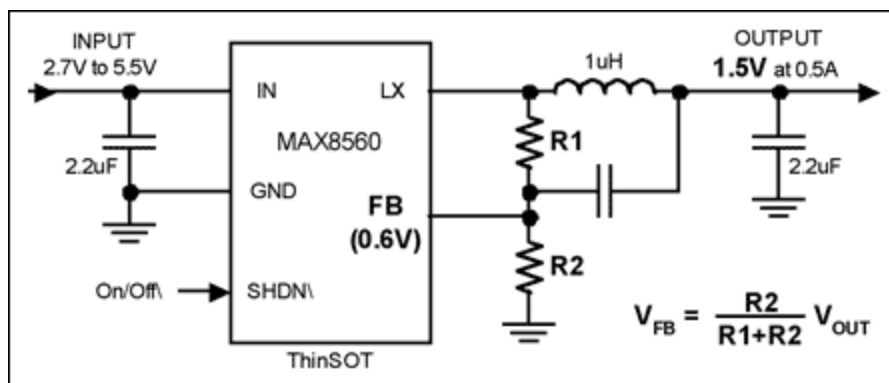 INPUT
2.7V to 5.5V
OUTPUT
1.5V at 0.5A
1uH
IN
LX
MAX8560
R1
2.2uF
2.2uF
GND
FB
(0.6V)
R2
On/Off\
SHDN\
V_FB = R2 / R1+R2 V_OUT
ThinSOT